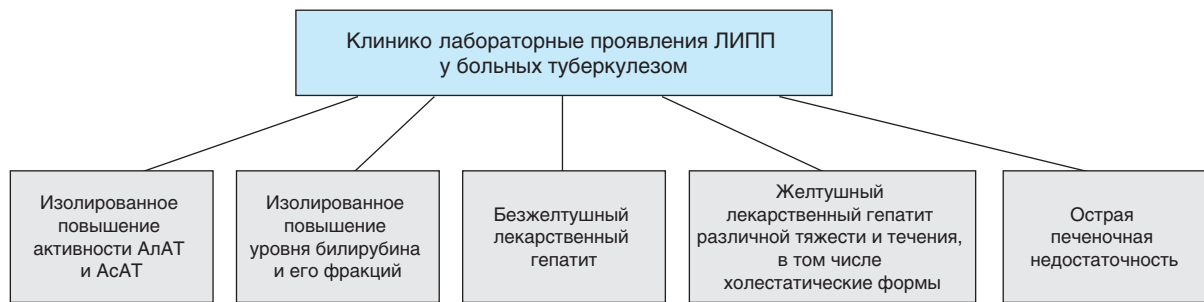 Клинико лабораторные проявления ЛИПП
у больных туберкулезом
Изолированное
повышение
активности АлАТ
и АсАТ
Изолированное
повышение
уровня билирубина
и его фракций
Безжелтушный
лекарственный
гепатит
Желтушный
лекарственный гепатит
различной тяжести и течения,
в том числе
холестатические формы
Острая
печеночная
недостаточность